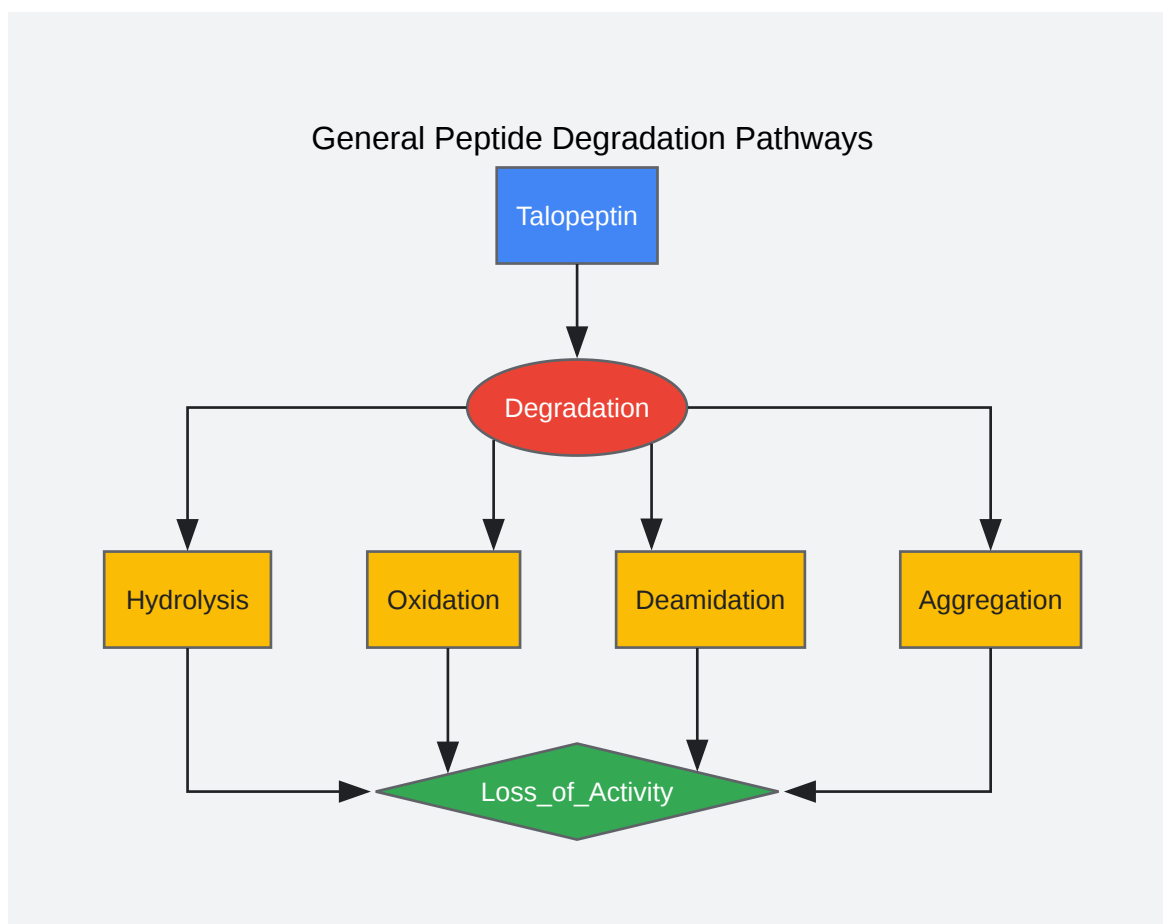 General Peptide Degradation Pathways
Talopeptin
Degradation
Hydrolysis
Oxidation
Deamidation
Aggregation
Loss_of_Activity